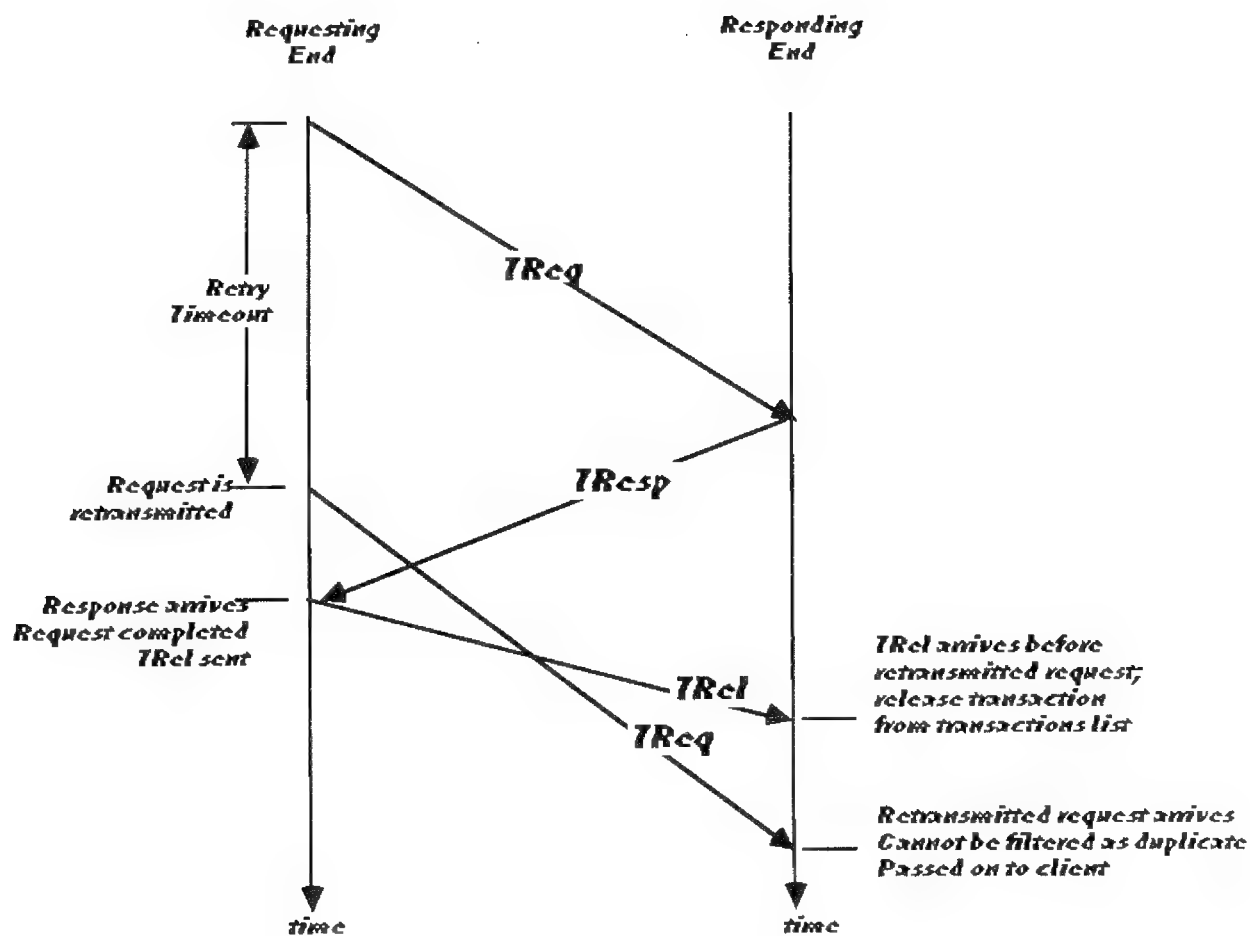 Requesting
End
Responding
End
TReq
Retry
Timeout
TResp
Request is
retransmitted
Response arrives
Request completed
TRel sent
TRel arrives before
retransmitted request;
release transaction
from transactions list
TRel
TReq
Retransmitted request arrives
Cannot be filtered as duplicate
Passed on to client
time
time